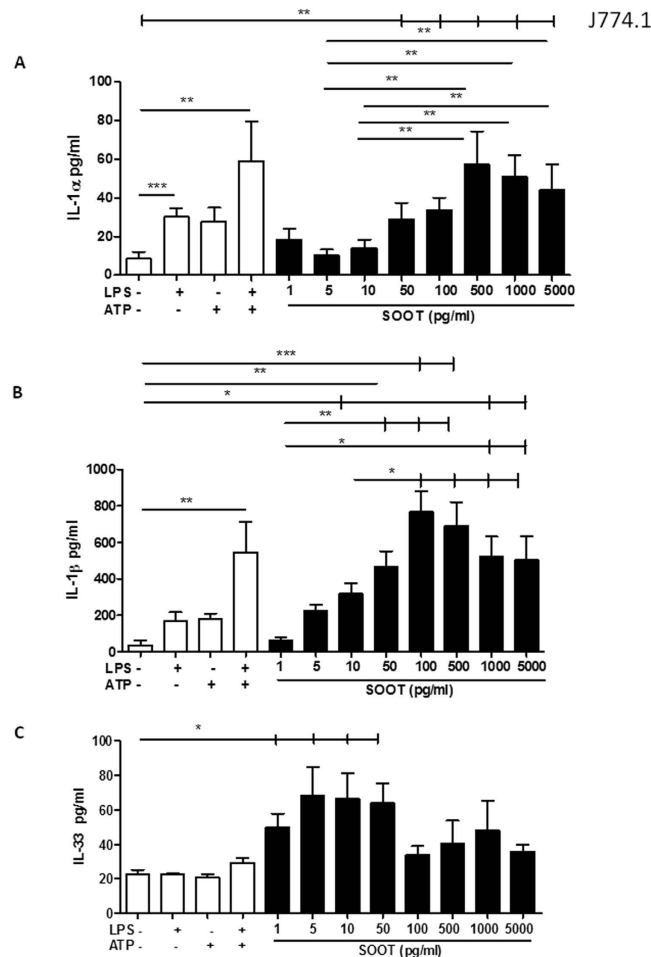 ** J774.1
**
A **
**
** **
**
**
***
IL-1α pg/ml
100
80
60
40
20
0
LPS - + - + 1 5 10 50 100 500 1000 5000
ATP - - + + SOOT (pg/ml)
***
**
B *
**
*
*
**
IL-1β pg/ml
1000
800
600
400
200
0
LPS - + - + 1 5 10 50 100 500 1000 5000
ATP - - + + SOOT (pg/ml)
C *
IL-33 pg/ml
100
80
60
40
20
0
LPS - + - + 1 5 10 50 100 500 1000 5000
ATP - - + + SOOT (pg/ml)